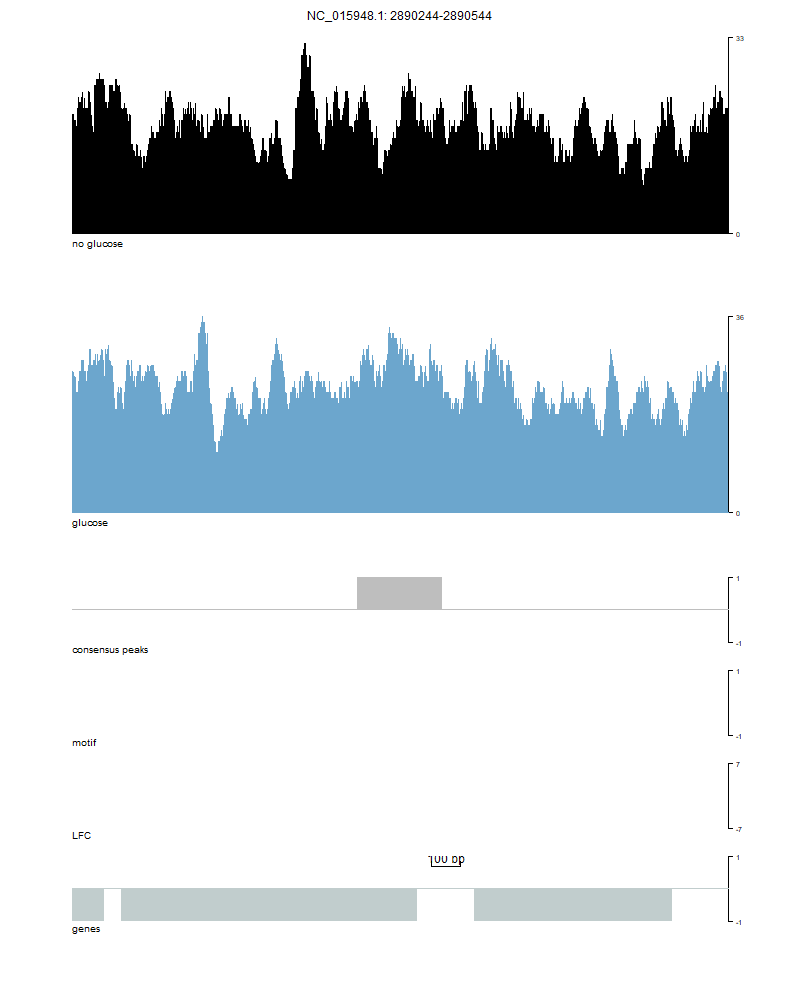 NC_015948.1: 2890244-2890544
33
0
no glucose
36
0
glucose
1
-1
consensus peaks
1
-1
motif
7
-7
LFC
100 bp
1
-1
genes